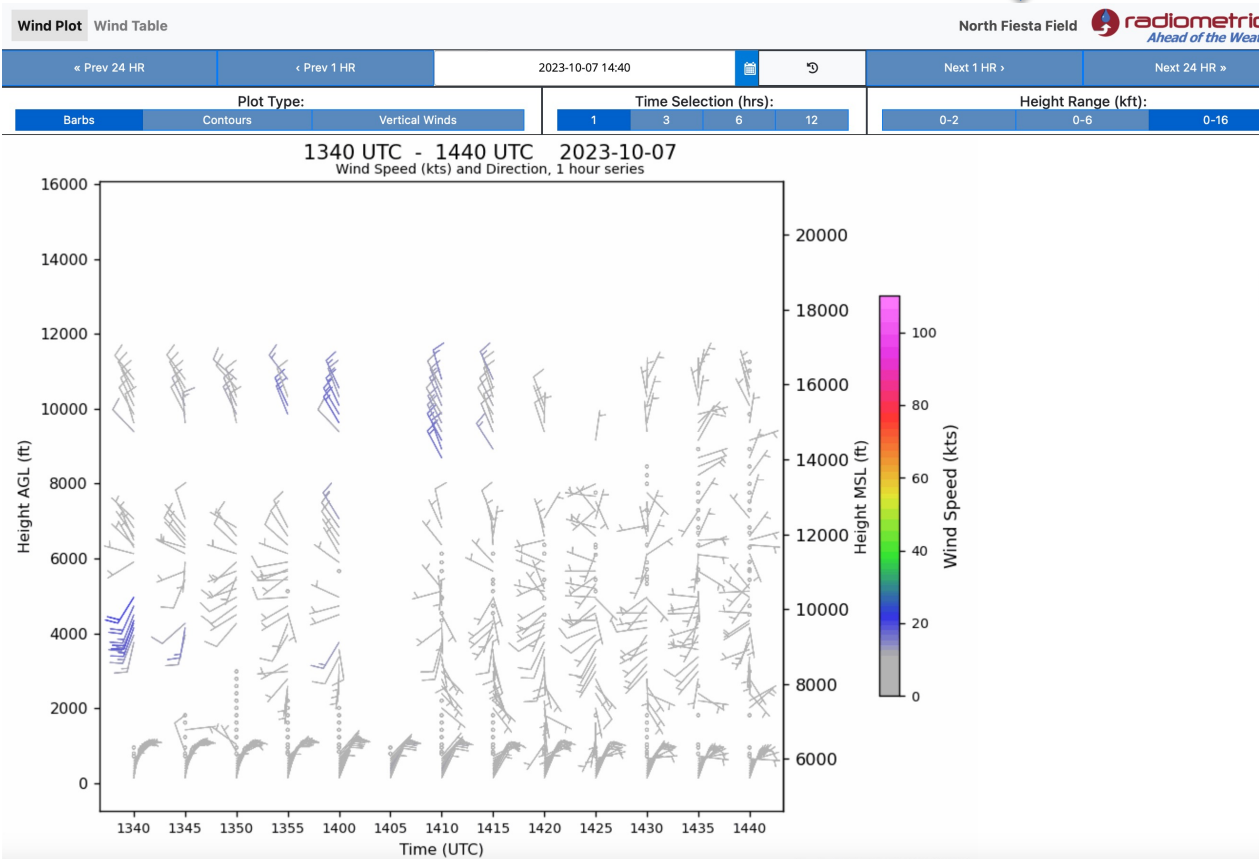 Wind Plot Wind Table North Fiesta Field
Ahead of the
« Prev 24 HR ‹ Prev 1 HR 2023-10-07 14:40 Next 1 HR › Next 24 HR »
Plot Type: Time Selection (hrs): Height Range (kft):
Barbs Contours Vertical Winds 1 3 6 12 0-2 0-6 0-16
1340 UTC - 1440 UTC 2023-10-07
Wind Speed (kts) and Direction, 1 hour series
Height AGL (ft)
16000
14000
12000
10000
8000
6000
4000
2000
0
1340 1345 1350 1355 1400 1405 1410 1415 1420 1425 1430 1435 1440
Time (UTC)
20000
18000
16000
14000
12000
10000
8000
6000
Height MSL (ft)
100
80
60
40
20
0
Wind Speed (kts)